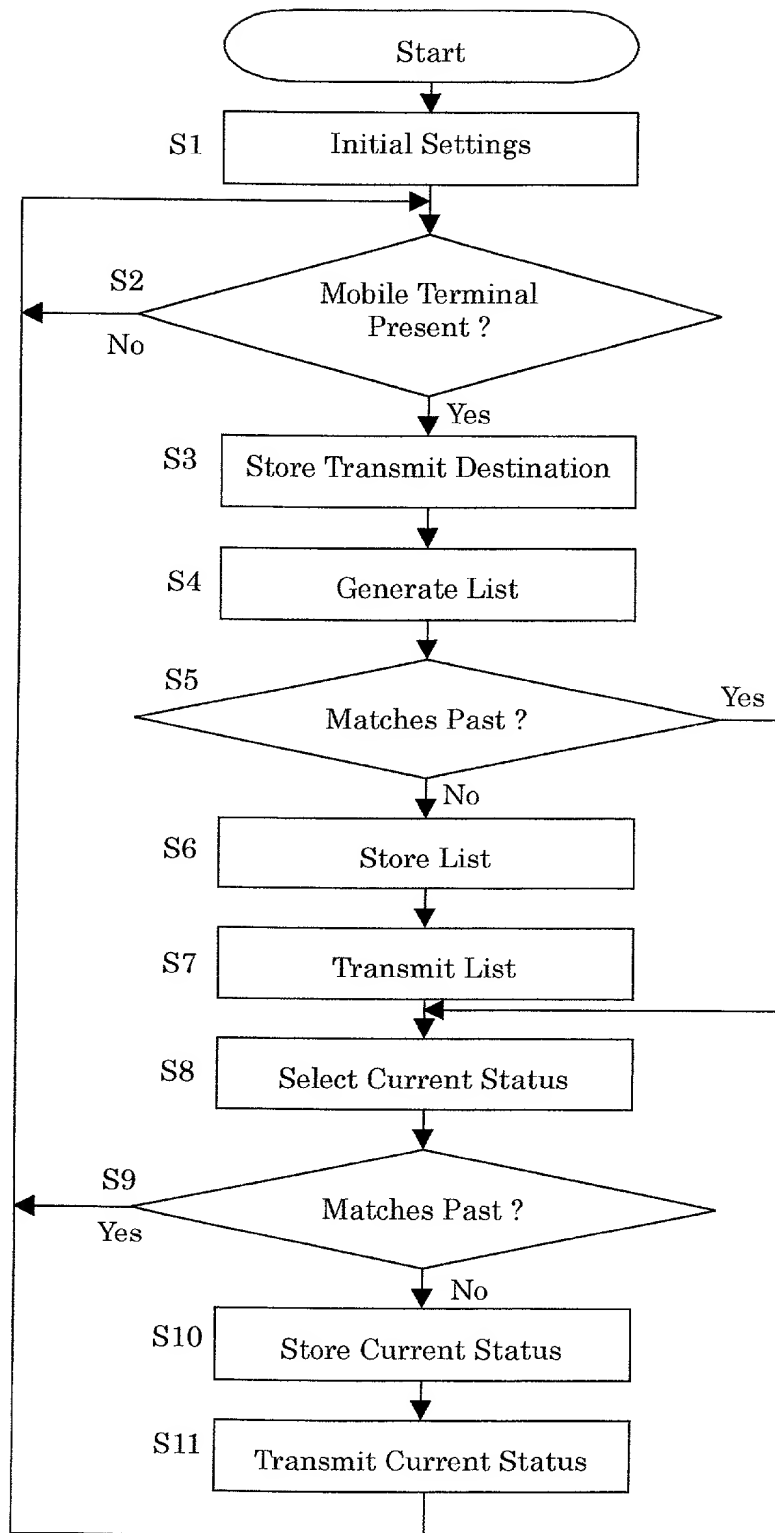 Start
S1
Initial Settings
S2
Mobile Terminal
Present ?
No
Yes
S3
Store Transmit Destination
S4
Generate List
S5
Matches Past ?
Yes
No
S6
Store List
S7
Transmit List
S8
Select Current Status
S9
Matches Past ?
Yes
No
S10
Store Current Status
S11
Transmit Current Status